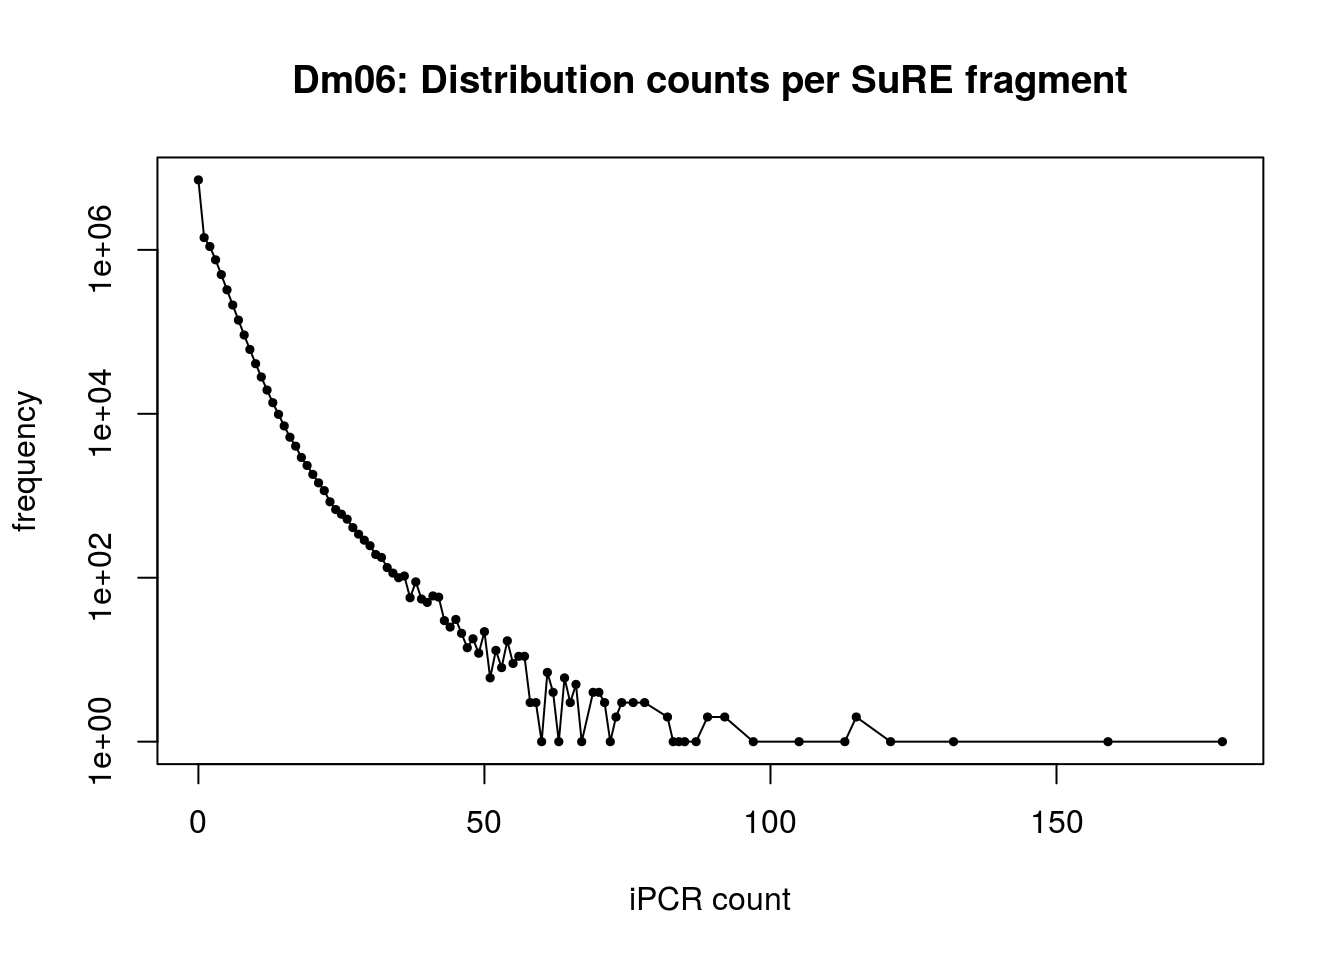 Dm06: Distribution counts per SuRE fragment
frequency
1e+06
1e+04
1e+02
1e+00
0 50 100 150
iPCR count